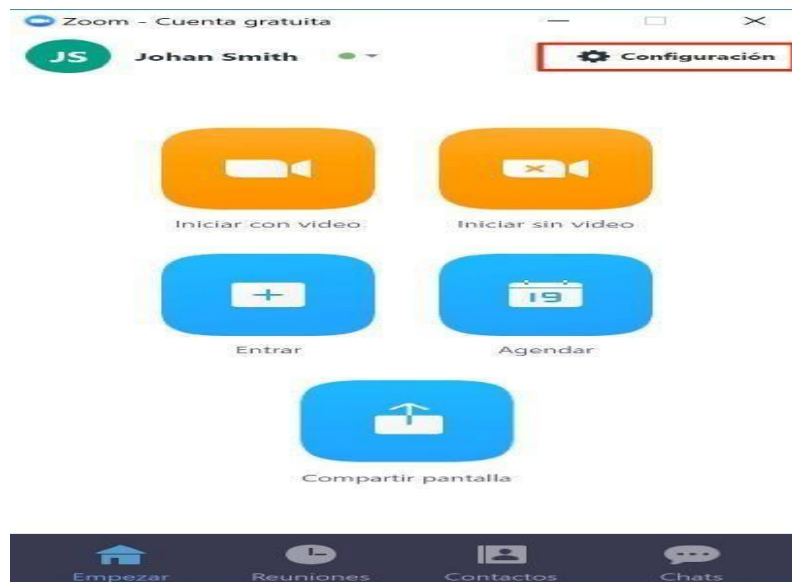 Zoom - Cuenta gratuita
JS Johan Smith Configuración
Iniciar con video Iniciar sin video
19
Entrar Agendar
Compartir pantalla
Empezar Reuniones Contactos Chats